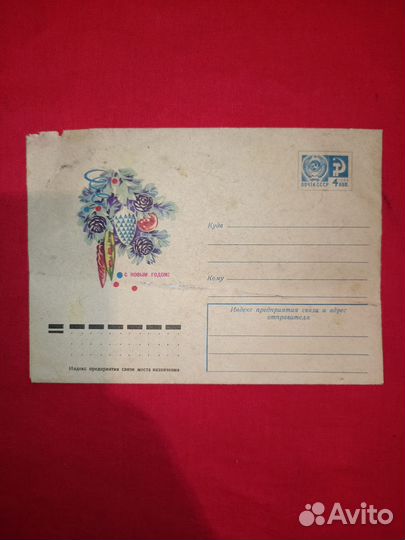 ПОЧТА СССР 4 КОП.
Куда
С НОВЫМ ГОДОМ!
Кому
Индекс предприятия связи и адрес
отправителя
Индекс предприятия связи места назначения
Avito